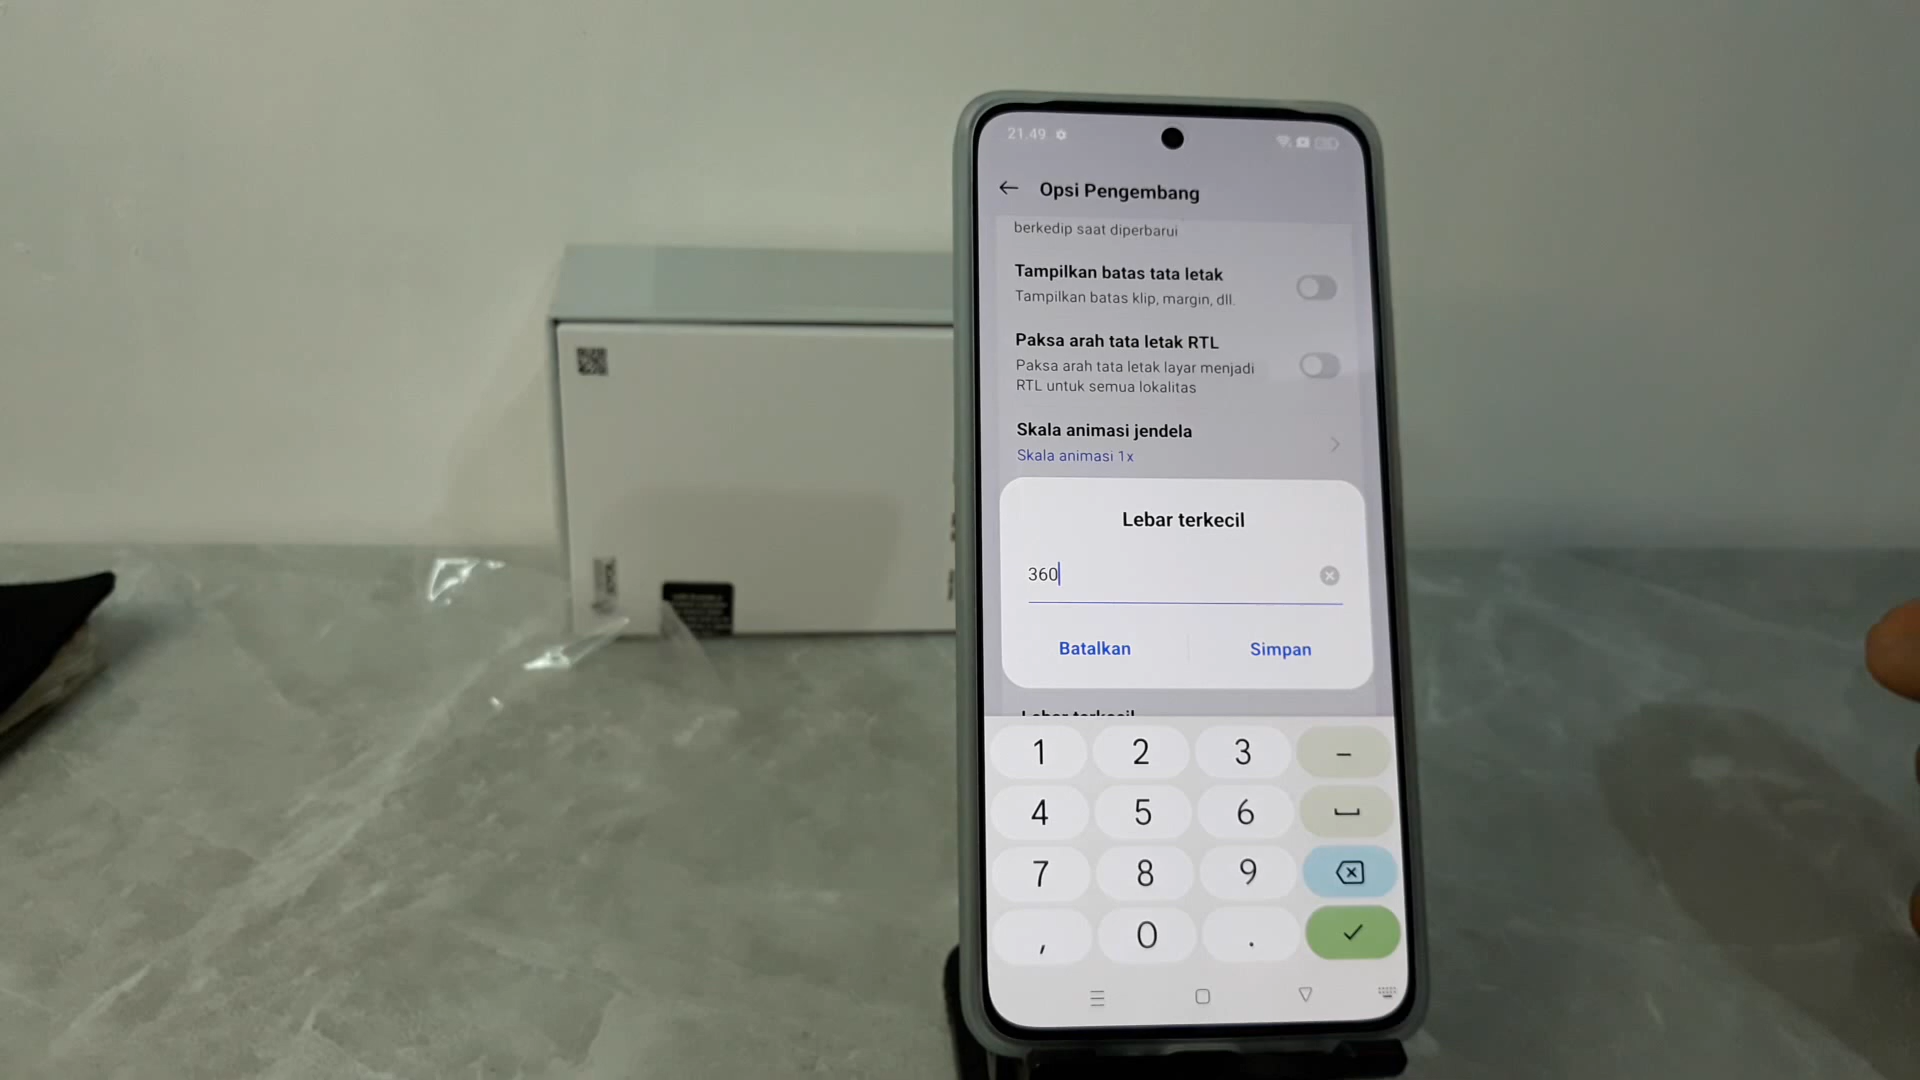 21.49
Opsi Pengembang
berkedip saat diperbarui
Tampilkan batas tata letak
Tampilkan batas klip, margin, dll.
Paksa arah tata letak RTL
Paksa arah tata letak layar menjadi
RTL untuk semua lokalitas
Skala animasi jendela
Skala animasi 1x
Lebar terkecil
360
Batalkan
Simpan
Lebar terkecil
1 2 3 –
4 5 6
7 8 9
, 0 .